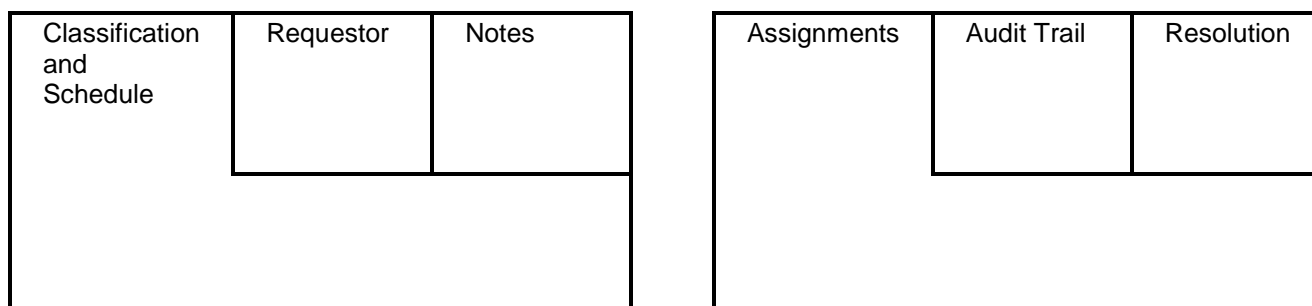 Classification
and
Schedule
Requestor
Notes
Assignments
Audit Trail
Resolution